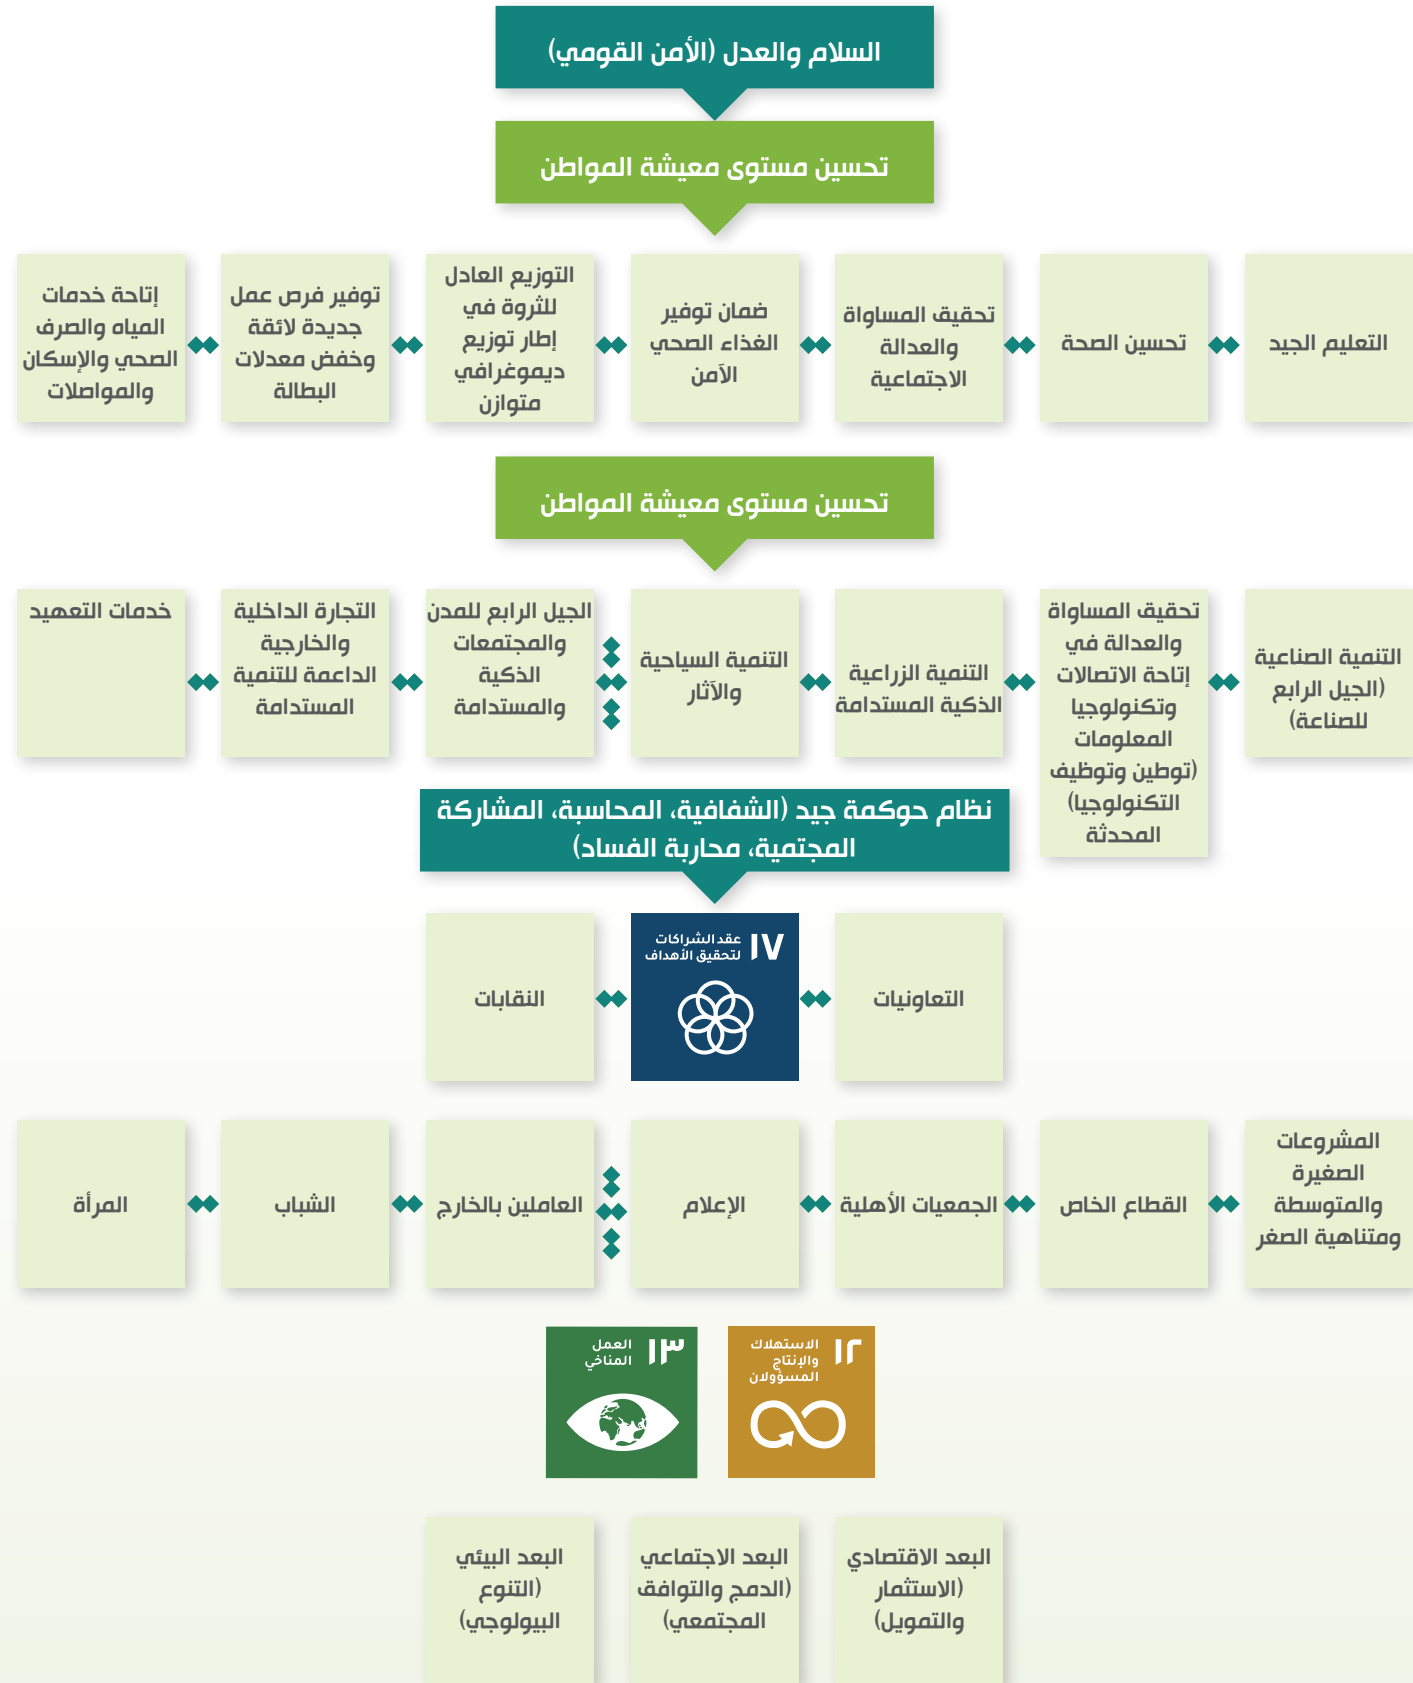 السلام والعدل (الأمن القومي)
تحسين مستوى معيشة المواطن
التعليم الجيد
تحسين الصحة
تحقيق المساواة
والعدالة
الاجتماعية
ضمان توفير
الغذاء الصحي
الآمن
التوزيع العادل
للثروة في
إطار توزيع
ديموغرافي
متوازن
توفير فرص عمل
جديدة لائقة
وخفض معدلات
البطالة
إتاحة خدمات
المياه والصرف
الصحي والإسكان
والمواصلات
تحسين مستوى معيشة المواطن
التنمية الصناعية
(الجيل الرابع
للصناعة)
تحقيق المساواة
والعدالة في
إتاحة الاتصالات
وتكنولوجيا
المعلومات
(توطين وتوظيف
التكنولوجيا)
المحدثة
التنمية الزراعية
الذكية المستدامة
التنمية السياحية
والآثار
الجيل الرابع للمدن
والمجتمعات
الذكية
والمستدامة
التجارة الداخلية
والخارجية
الداعمة للتنمية
المستدامة
خدمات التعهيد
نظام حوكمة جيد (الشفافية، المحاسبة، المشاركة
المجتمية، محاربة الفساد)
التعاونيات
١٧ عقد الشراكات
لتحقيق الأهداف
النقابات
المشروعات
الصغيرة
والمتوسطة
ومتناهية الصغر
القطاع الخاص
الجمعيات الأهلية
الإعلام
العاملين بالخارج
الشباب
المرأة
١٢ الاستهلاك
والإنتاج
المسؤولان
١٣ العمل
المناخي
البعد الاقتصادي
(الاستثمار
والتمويل)
البعد الاجتماعي
(الدمج والتوافق
المجتمعي)
البعد البيئي
(التنوع
البيولوجي)